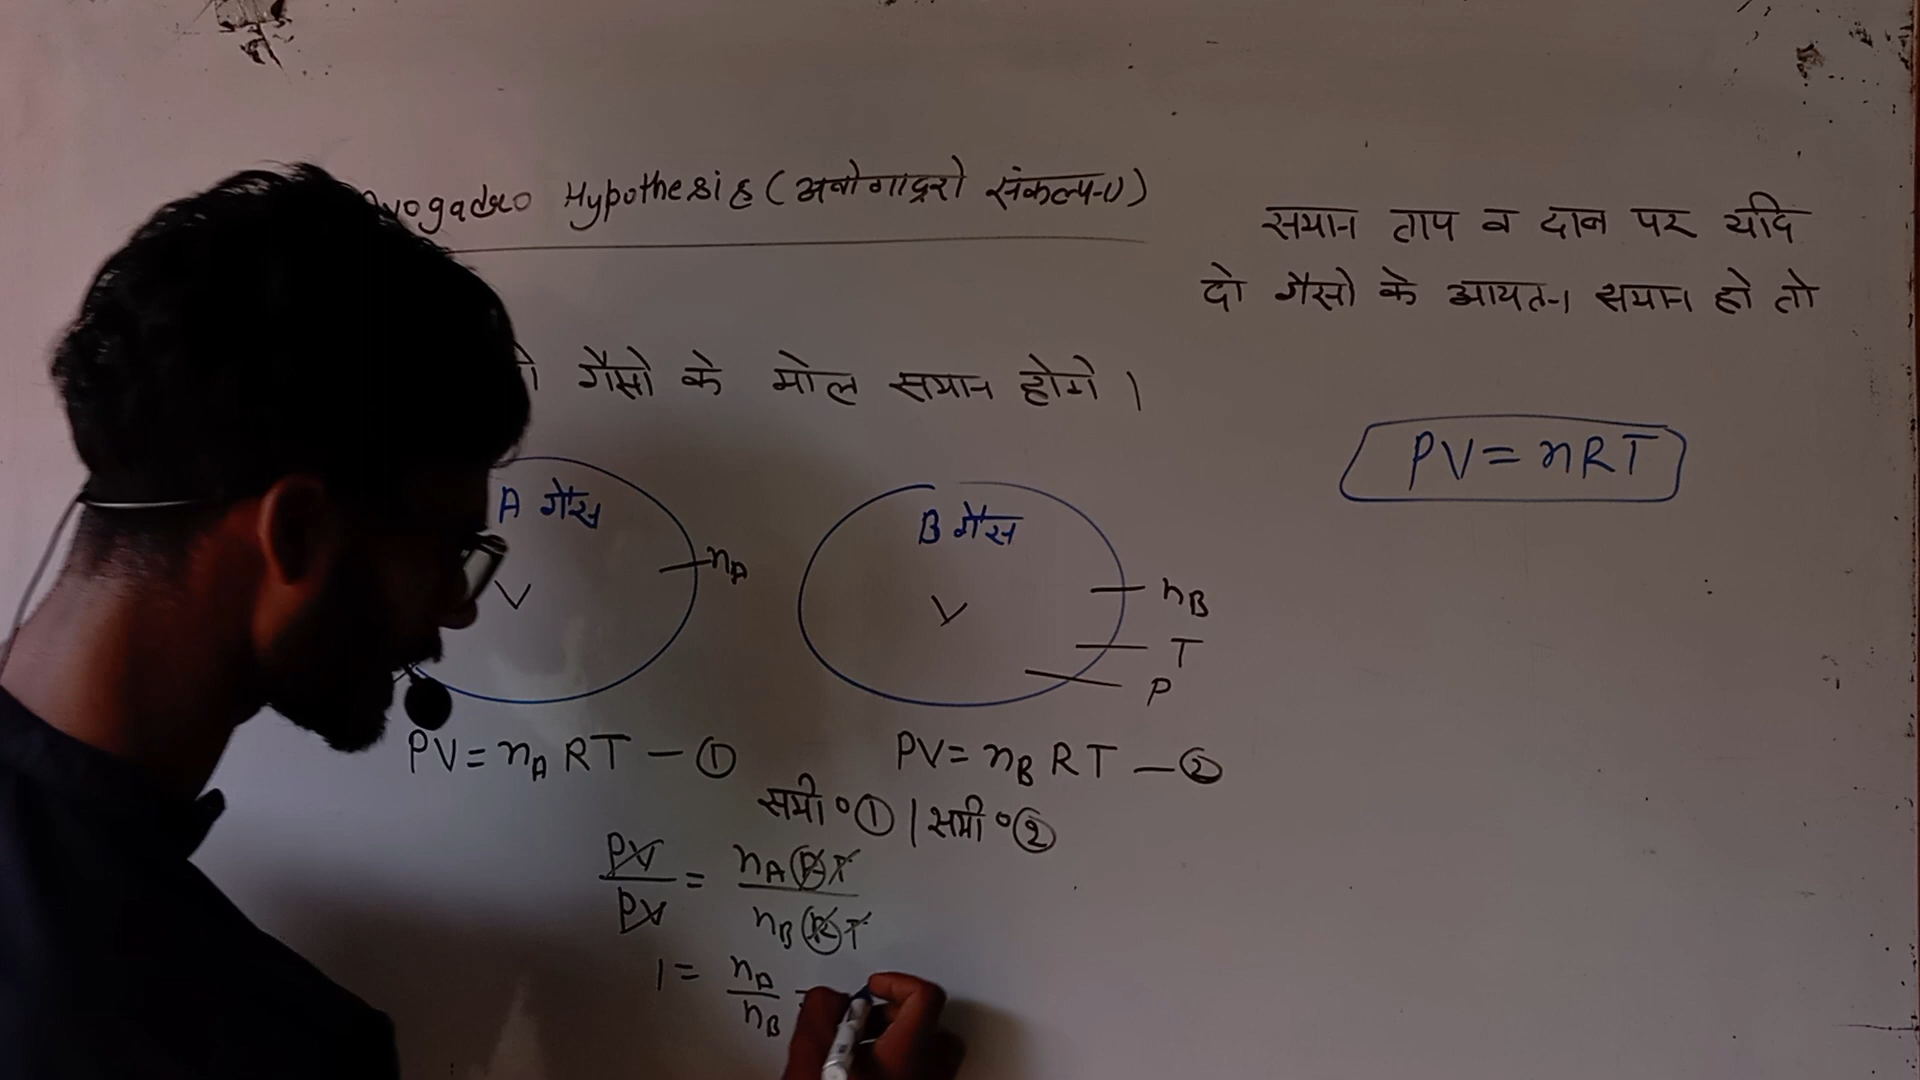 Hypothesis (अवोगाद्रो संकल्पना)
समान ताप व दाब पर यदि
दो गैसो के आयतन समान हो तो
गैसो के मोल समान होगे ।
PV = nRT
A गैस
V
nA
B गैस
V
nB
T
P
PV = nA RT — ①
PV = nB RT — ②
समी० ① / समी० ②
PV/PV = nA RT/nB RT
1 = nA/nB